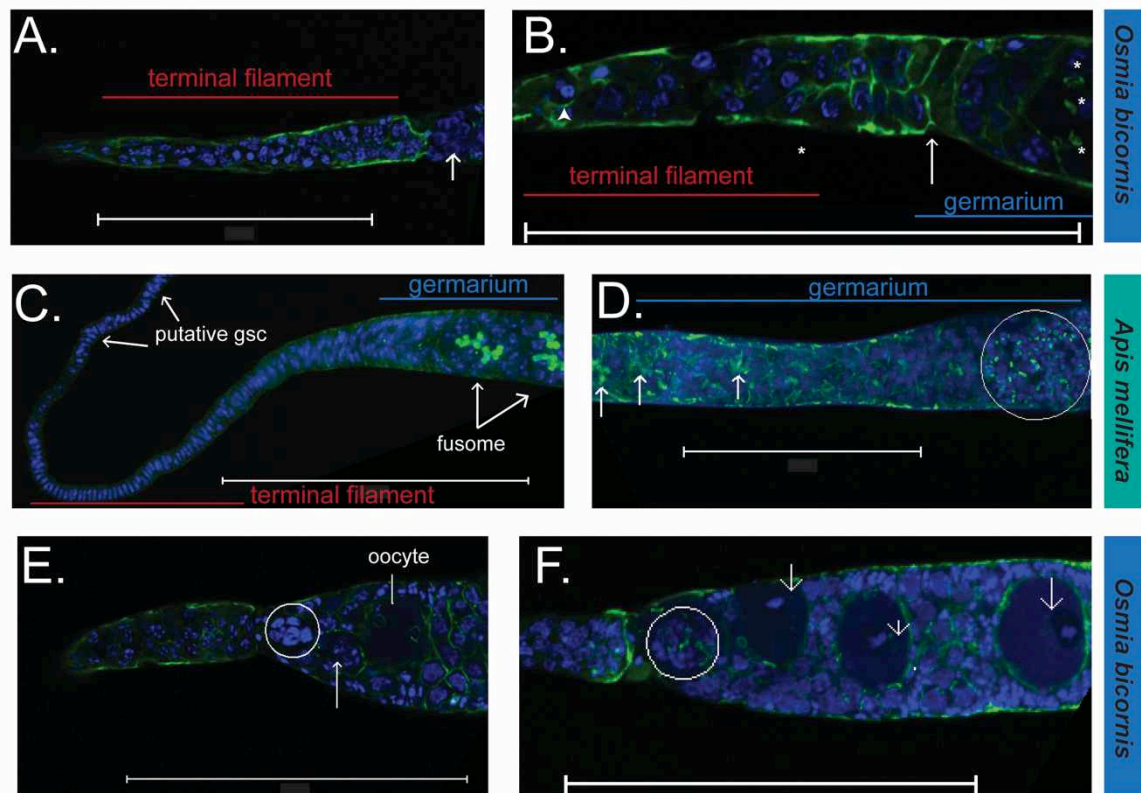 A.
terminal filament
B.
*
*
*
*
terminal filament
germarium
Osmia bicornis
C.
germarium
putative gsc
fusome
terminal filament
D.
germarium
Apis mellifera
E.
oocyte
F.
Osmia bicornis